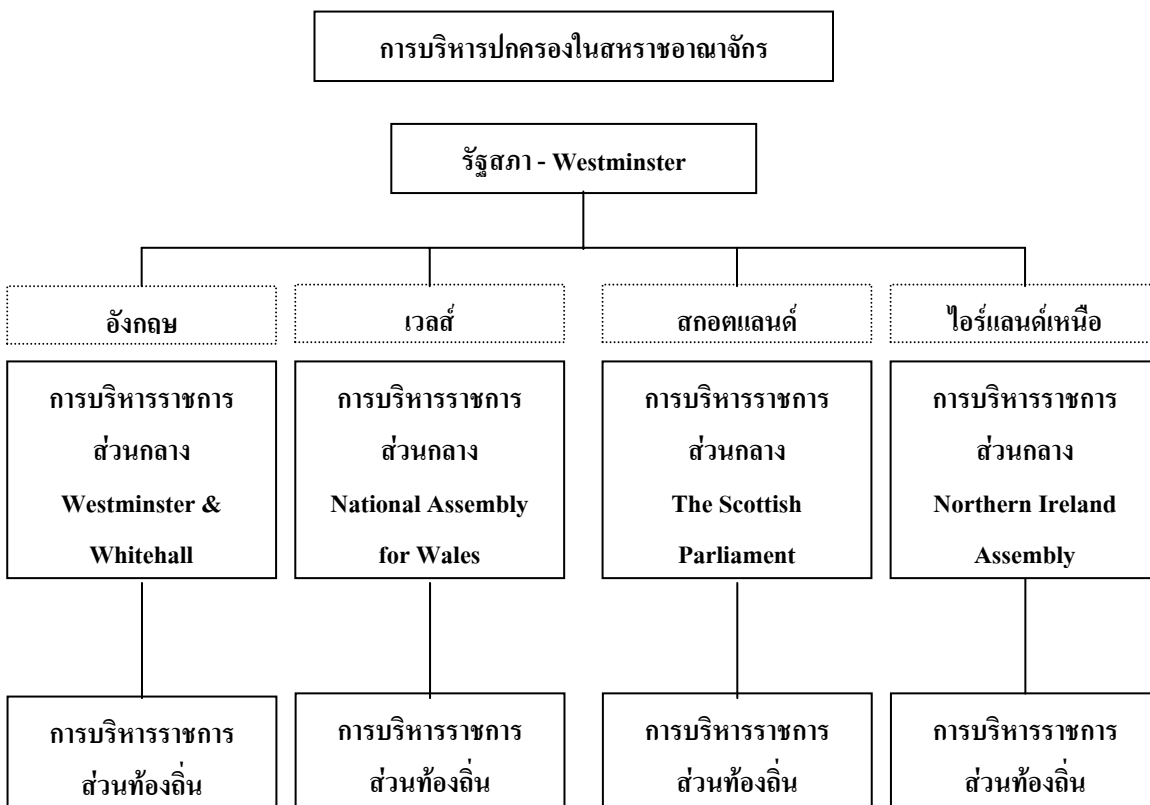 การบริหารปกครองในสหราชอาณาจักร
รัฐสภา - Westminster
อังกฤษ
เวลส์
สกอตแลนด์
ไอร์แลนด์เหนือ
การบริหารราชการ
ส่วนกลาง
Westminster &
Whitehall
การบริหารราชการ
ส่วนกลาง
National Assembly
for Wales
การบริหารราชการ
ส่วนกลาง
The Scottish
Parliament
การบริหารราชการ
ส่วนกลาง
Northern Ireland
Assembly
การบริหารราชการ
ส่วนท้องถิ่น
การบริหารราชการ
ส่วนท้องถิ่น
การบริหารราชการ
ส่วนท้องถิ่น
การบริหารราชการ
ส่วนท้องถิ่น